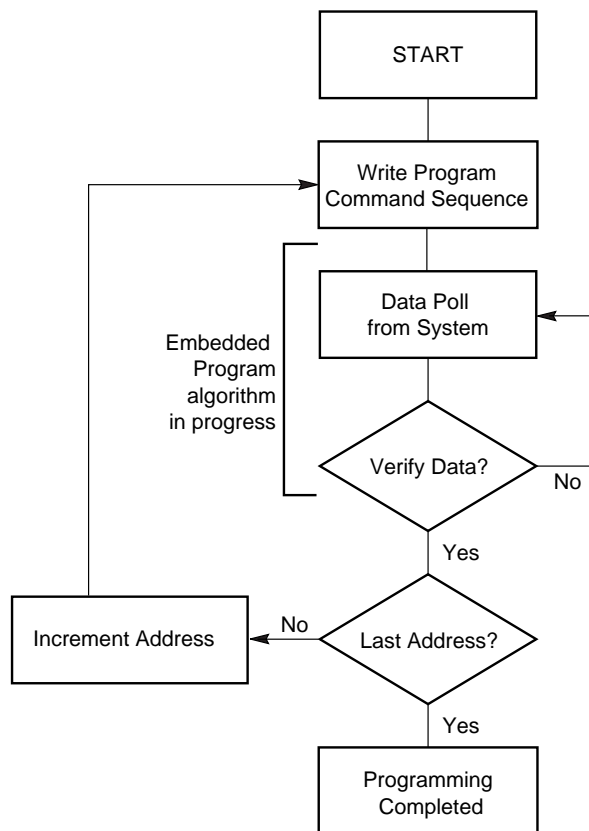 START
Write Program
Command Sequence
Data Poll
from System
Embedded
Program
algorithm
in progress
Verify Data?
No
Yes
Increment Address
No
Last Address?
Yes
Programming
Completed